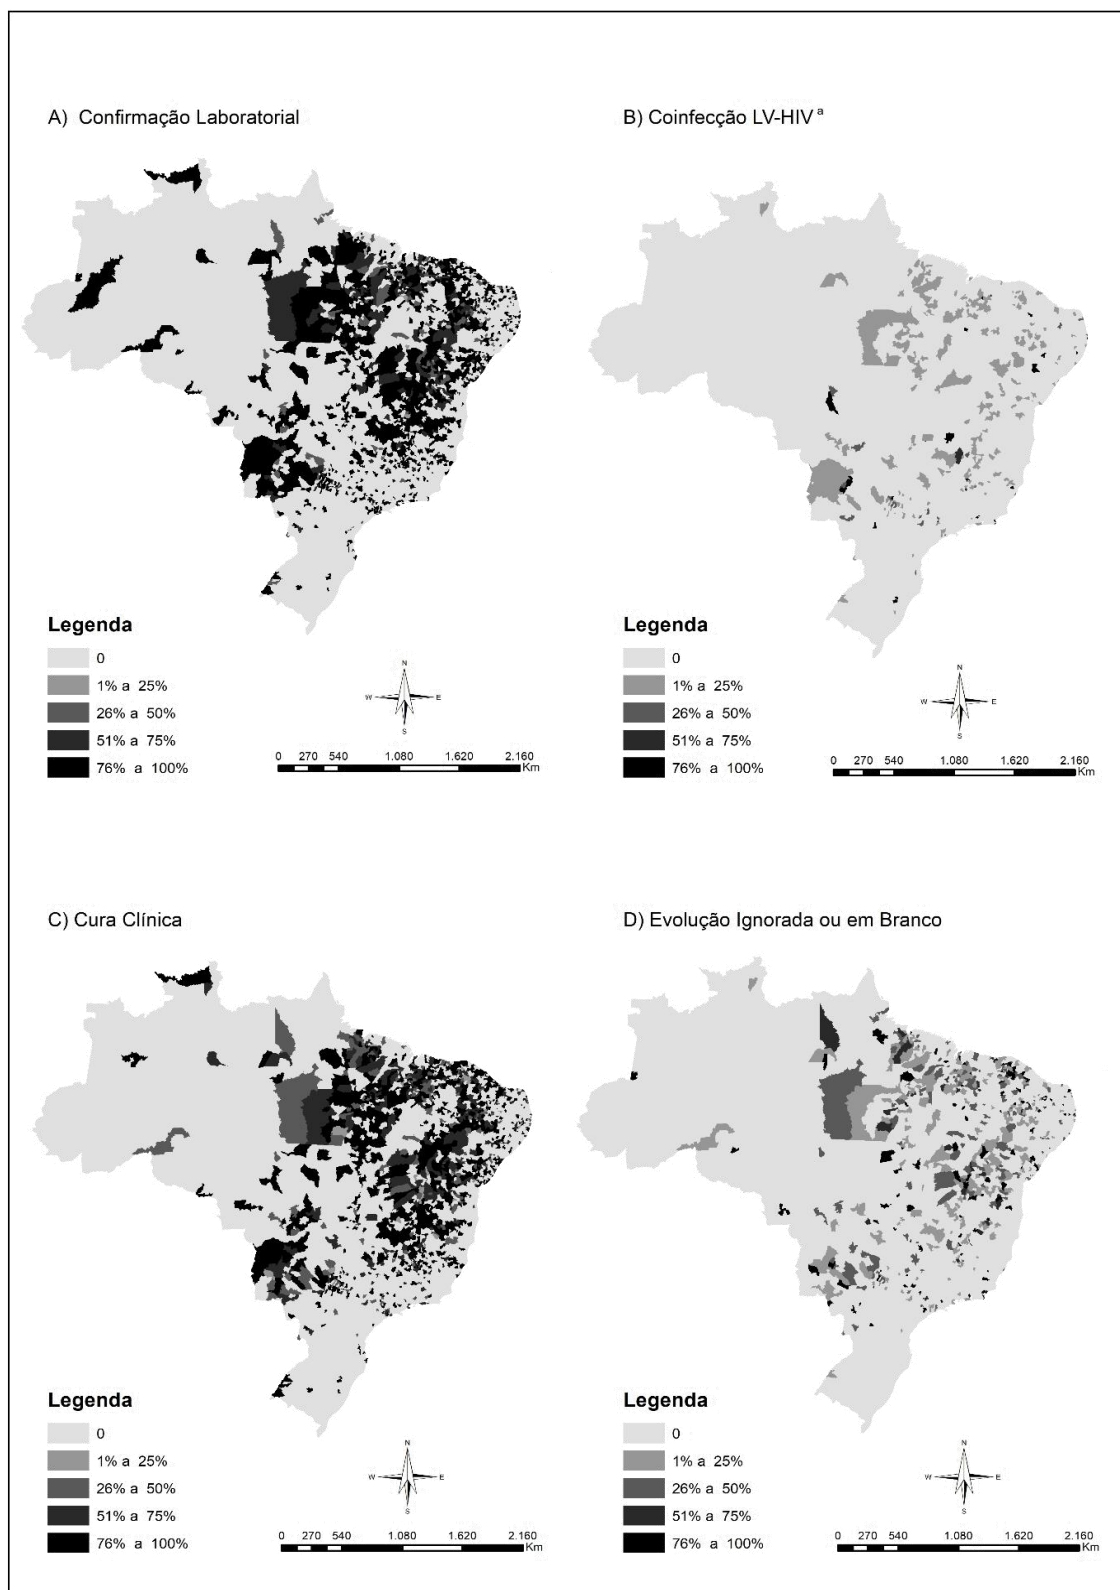 A) Confirmação Laboratorial
B) Coinfecção LV-HIV a
Legenda
0
1% a 25%
26% a 50%
51% a 75%
76% a 100%
N
W E
S
0 270 540 1.080 1.620 2.160
Km
Legenda
0
1% a 25%
26% a 50%
51% a 75%
76% a 100%
N
W E
S
0 270 540 1.080 1.620 2.160
Km
C) Cura Clínica
D) Evolução Ignorada ou em Branco
Legenda
0
1% a 25%
26% a 50%
51% a 75%
76% a 100%
N
W E
S
0 270 540 1.080 1.620 2.160
Km
Legenda
0
1% a 25%
26% a 50%
51% a 75%
76% a 100%
N
W E
S
0 270 540 1.080 1.620 2.160
Km